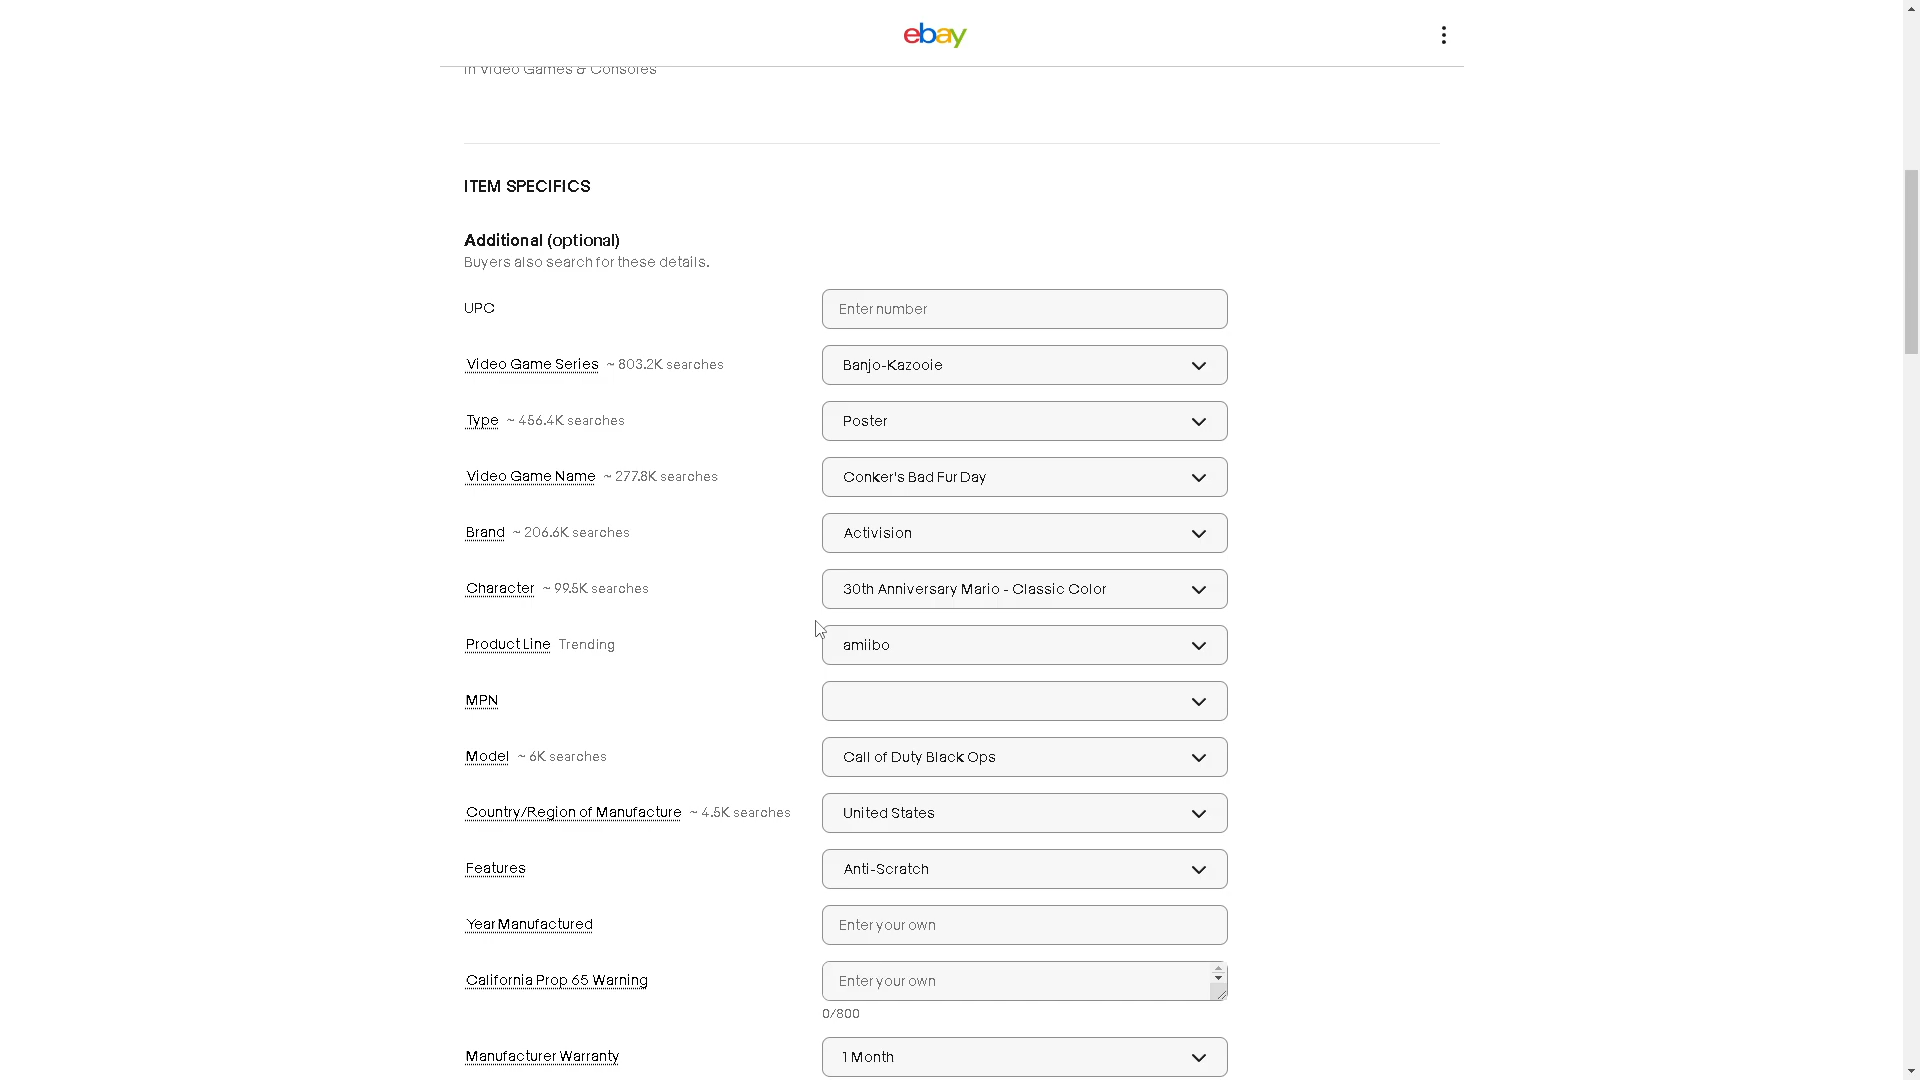 ebay
in Video Games & Consoles
ITEM SPECIFICS
Additional (optional)
Buyers also search for these details.
UPC
Enter number
Video Game Series ~ 803.2K searches
Banjo-Kazooie
Type ~ 456.4K searches
Poster
Video Game Name ~ 277.8K searches
Conker's Bad Fur Day
Brand ~ 206.6K searches
Activision
Character ~ 99.5K searches
30th Anniversary Mario - Classic Color
Product Line Trending
amiibo
MPN
Model ~ 6K searches
Call of Duty Black Ops
Country/Region of Manufacture ~ 4.5K searches
United States
Features
Anti-Scratch
Year Manufactured
Enter your own
California Prop 65 Warning
Enter your own
0/800
Manufacturer Warranty
1 Month